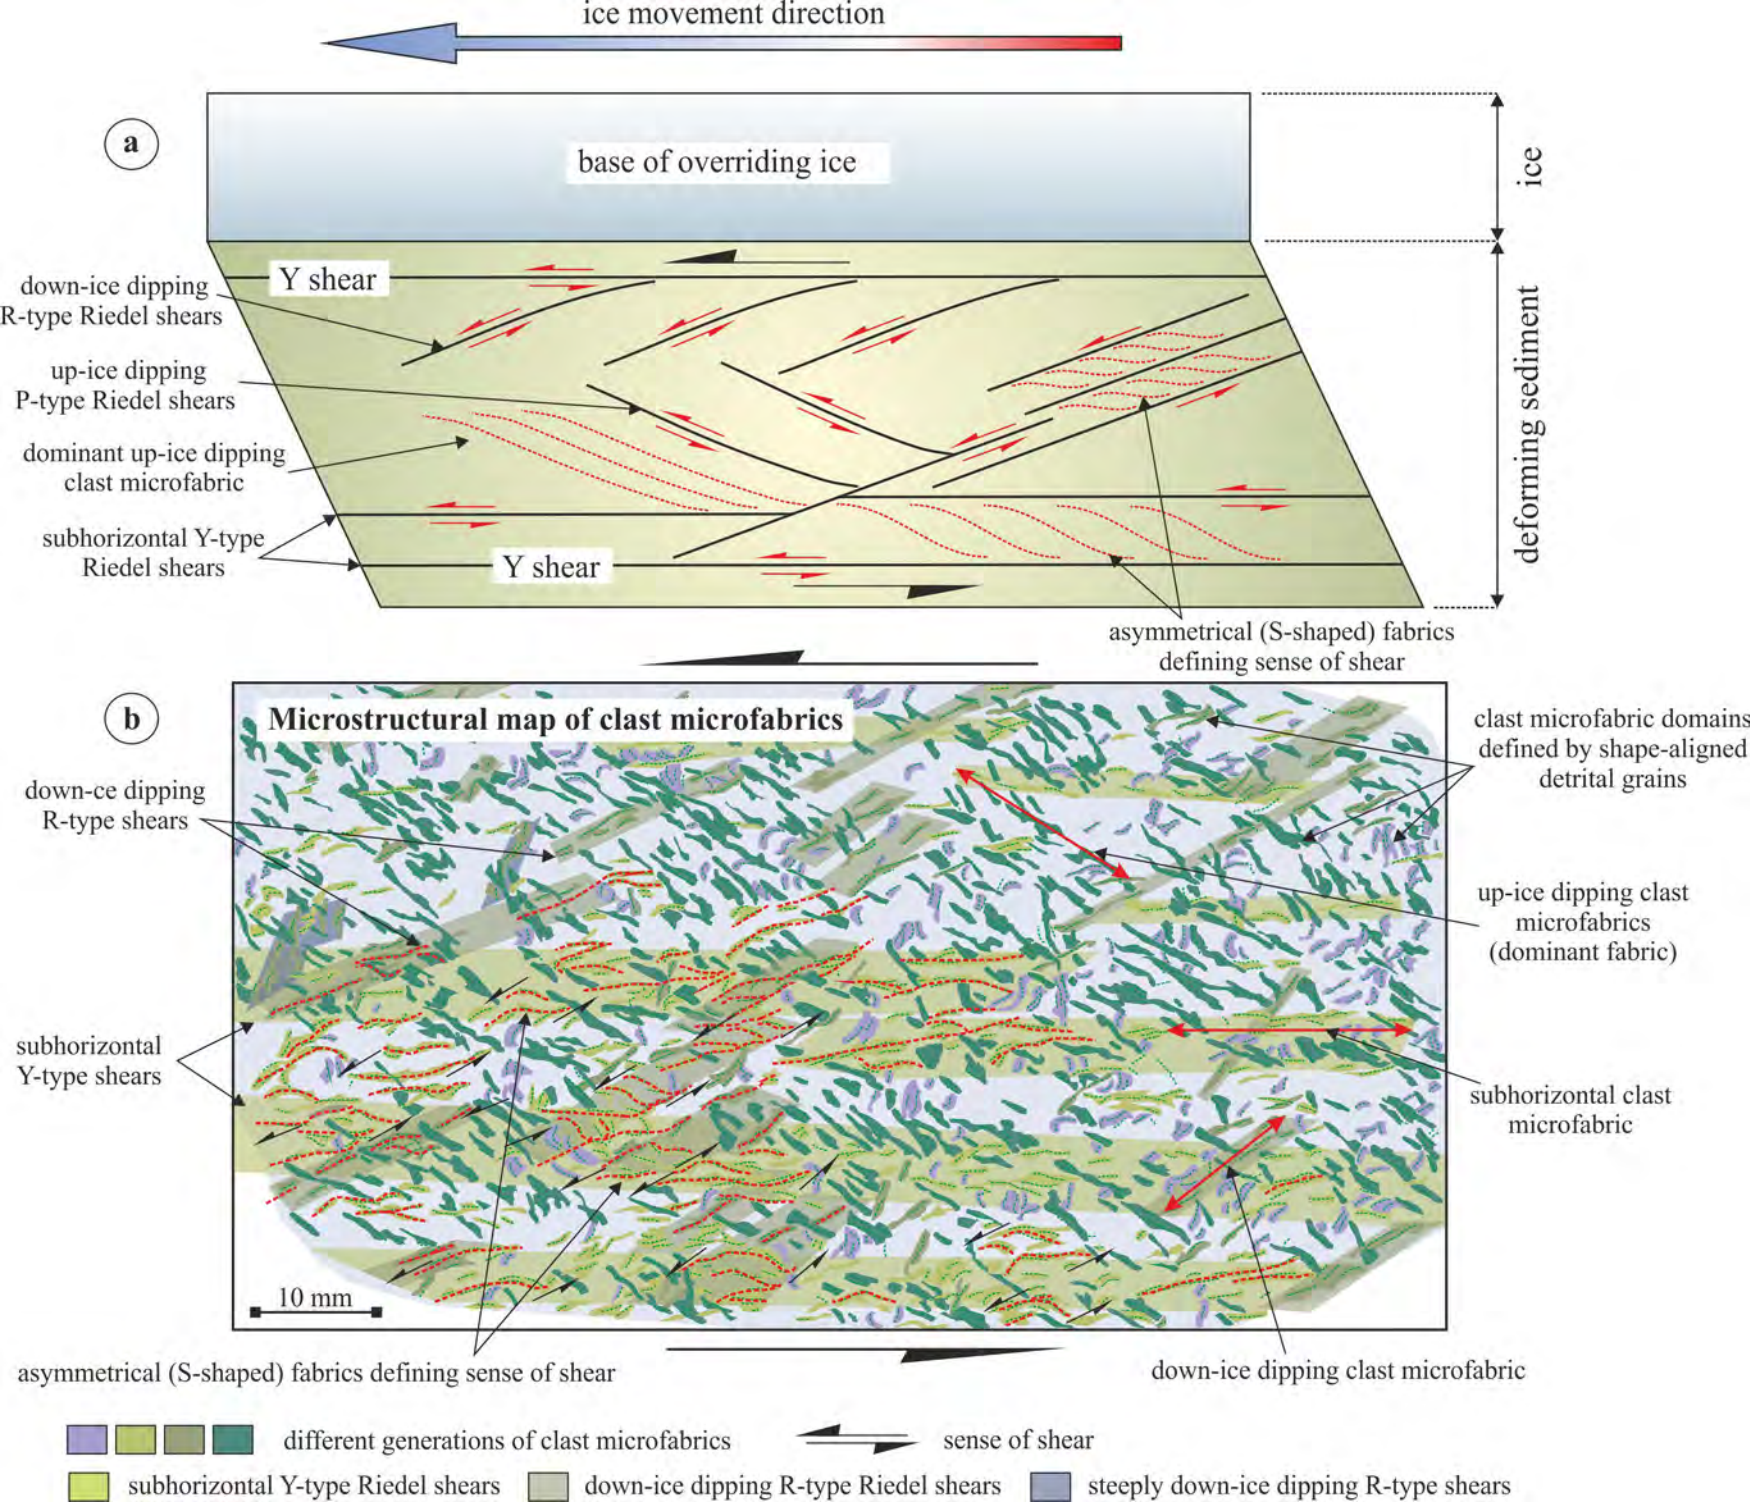 ice movement direction
a
base of overriding ice
ice
Y shear
down-ice dipping
R-type Riedel shears
up-ice dipping
P-type Riedel shears
dominant up-ice dipping
clast microfabric
subhorizontal Y-type
Riedel shears
Y shear
deforming sediment
asymmetrical (S-shaped) fabrics
defining sense of shear
b
Microstructural map of clast microfabrics
clast microfabric domains
defined by shape-aligned
detrital grains
down-ce dipping
R-type shears
up-ice dipping clast
microfabrics
(dominant fabric)
subhorizontal
Y-type shears
subhorizontal clast
microfabric
10 mm
asymmetrical (S-shaped) fabrics defining sense of shear
down-ice dipping clast microfabric
different generations of clast microfabrics
sense of shear
subhorizontal Y-type Riedel shears
down-ice dipping R-type Riedel shears
steeply down-ice dipping R-type shears